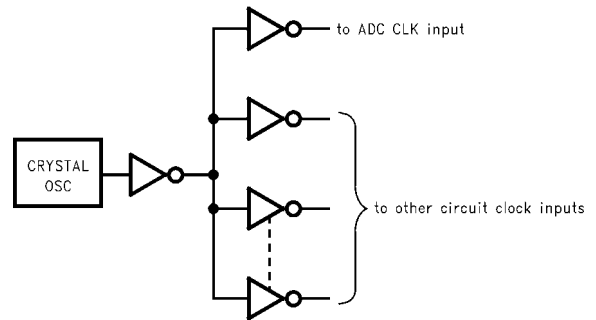 to ADC CLK input
CRYSTAL
OSC
to other circuit clock inputs